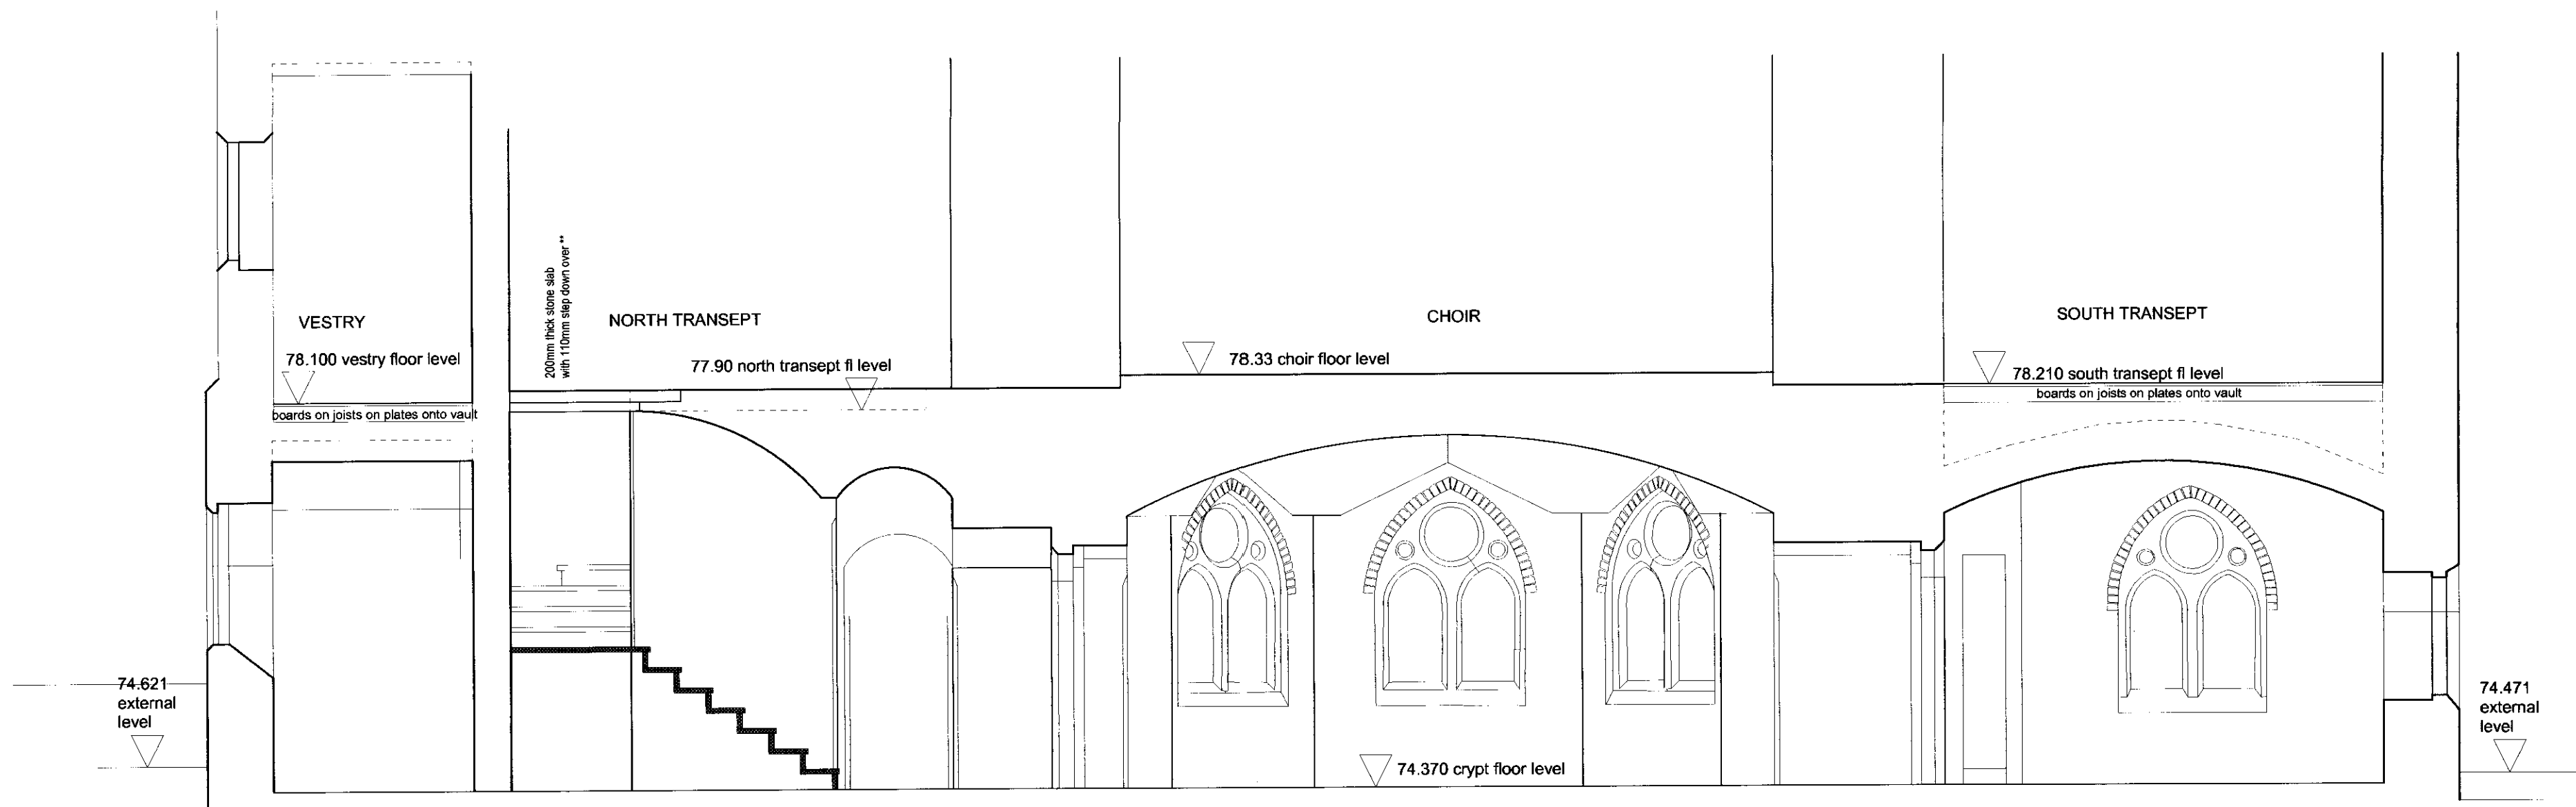 VESTRY
78.100 vestry floor level
boards on joists on plates onto vault
200mm thick stone slab
with 110mm step down over **
NORTH TRANSEPT
77.90 north transept fl level
CHOIR
78.33 choir floor level
SOUTH TRANSEPT
78.210 south transept fl level
boards on joists on plates onto vault
74.621
external
level
74.370 crypt floor level
74.471
external
level